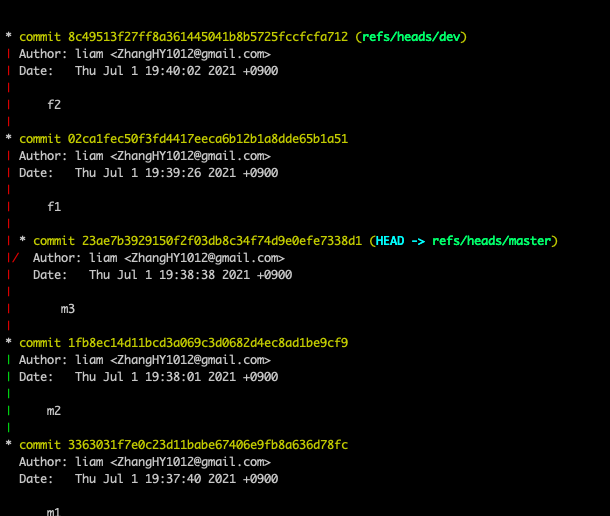 * commit 8c49513f27ff8a361445041b8b5725fccfcfa712 (refs/heads/dev)
| Author: liam <ZhangHY1012@gmail.com>
| Date:   Thu Jul 1 19:40:02 2021 +0900
|
|     f2
|
* commit 02ca1fec50f3fd4417eeca6b12b1a8dde65b1a51
| Author: liam <ZhangHY1012@gmail.com>
| Date:   Thu Jul 1 19:39:26 2021 +0900
|
|     f1
|
| * commit 23ae7b3929150f2f03db8c34f74d9e0efe7338d1 (HEAD -> refs/heads/master)
|/  Author: liam <ZhangHY1012@gmail.com>
|   Date:   Thu Jul 1 19:38:38 2021 +0900
|
|       m3
|
* commit 1fb8ec14d11bcd3a069c3d0682d4ec8ad1be9cf9
| Author: liam <ZhangHY1012@gmail.com>
| Date:   Thu Jul 1 19:38:01 2021 +0900
|
|     m2
|
* commit 3363031f7e0c23d11babe67406e9fb8a636d78fc
  Author: liam <ZhangHY1012@gmail.com>
  Date:   Thu Jul 1 19:37:40 2021 +0900

      m1